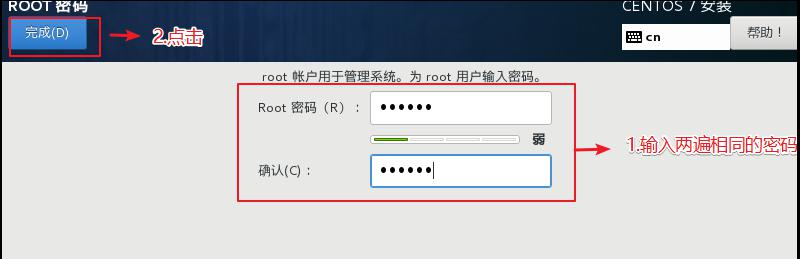 ROOT 密码
CENTOS 7 安装
完成(D)
2.点击
cn
帮助！
root 帐户用于管理系统。为 root 用户输入密码。
Root 密码（R）：
••••••
弱
1.输入两遍相同的密码
确认(C)：
••••••